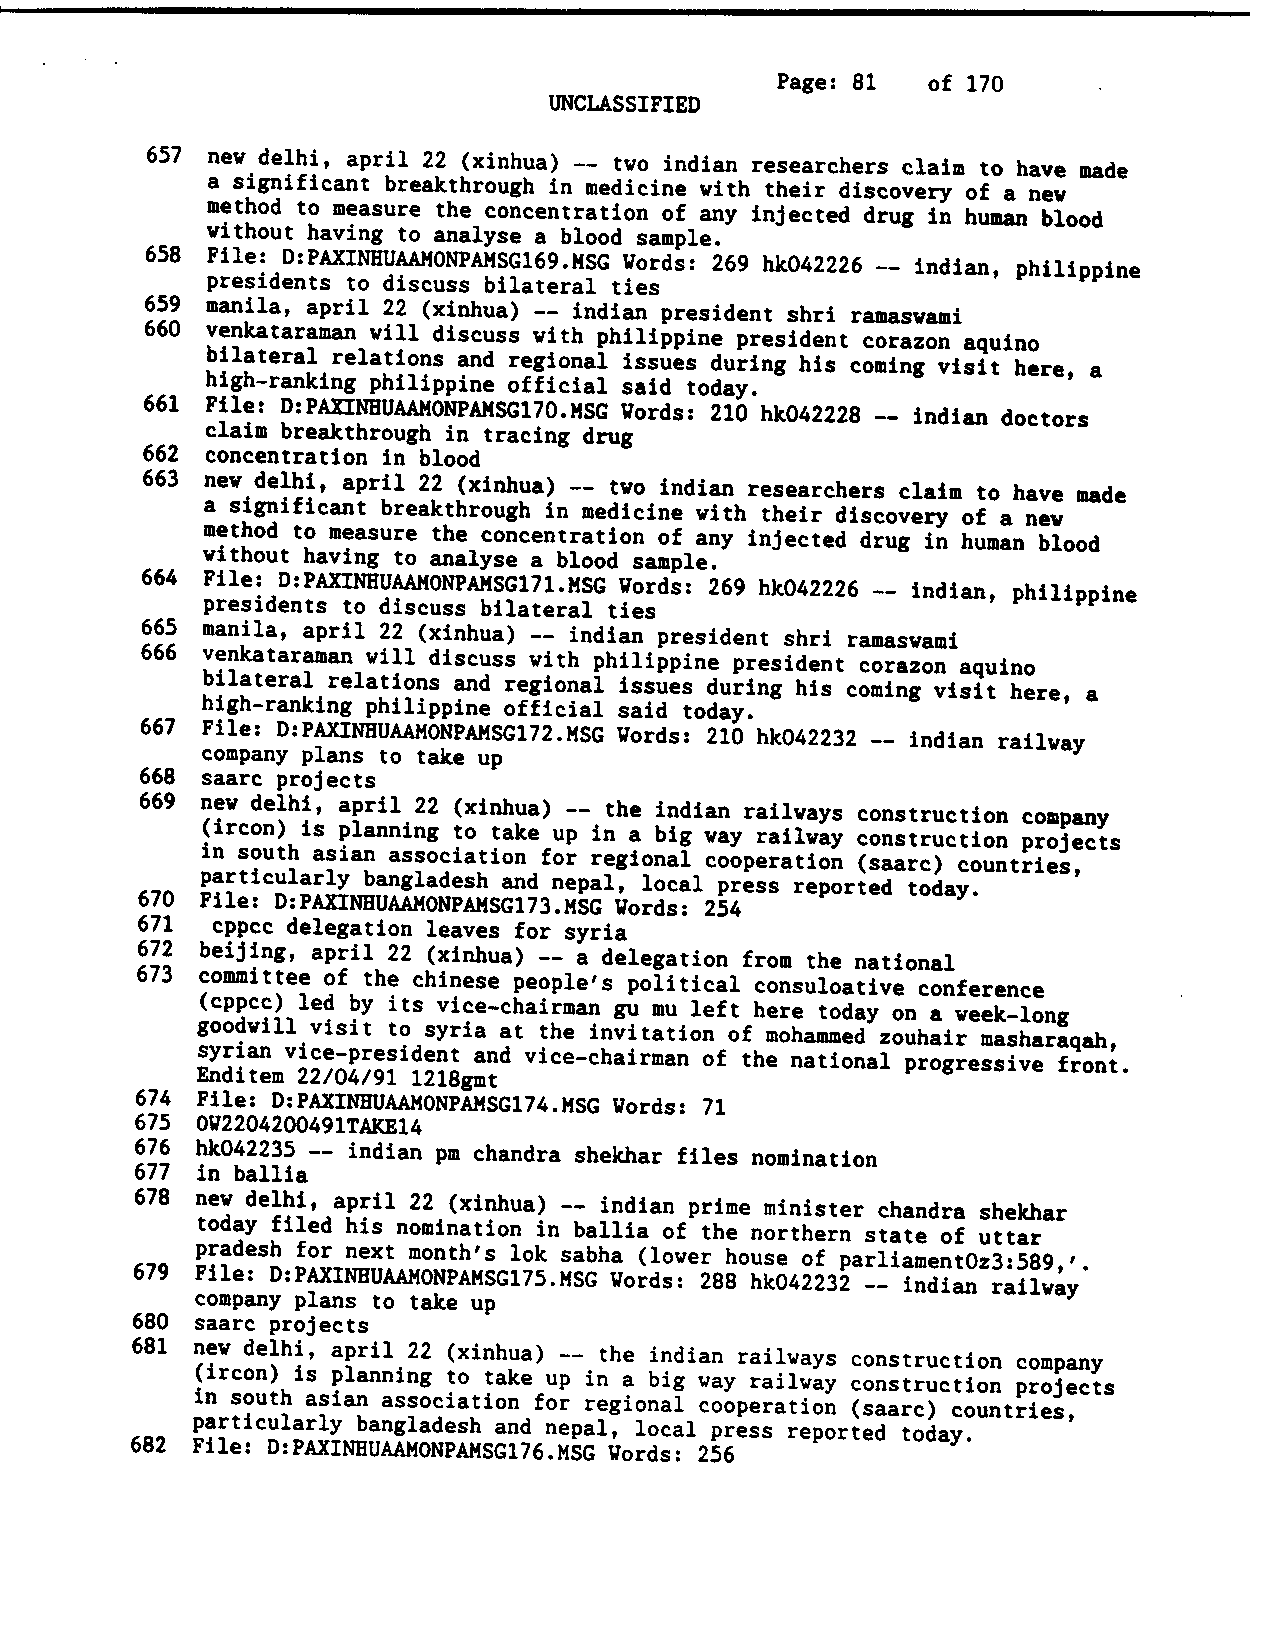 Page: 81 of 170
UNCLASSIFIED
657 new delhi, april 22 (xinhua) -- two indian researchers claim to have made
a significant breakthrough in medicine with their discovery of a new
method to measure the concentration of any injected drug in human blood
without having to analyse a blood sample.
658 File: D:PAXINHUAAMONPAMSG169.MSG Words: 269 hk042226 -- indian, philippine
presidents to discuss bilateral ties
659 manila, april 22 (xinhua) -- indian president shri ramaswami
660 venkataraman will discuss with philippine president corazon aquino
bilateral relations and regional issues during his coming visit here, a
high-ranking philippine official said today.
661 File: D:PAXINHUAAMONPAMSG170.MSG Words: 210 hk042228 -- indian doctors
claim breakthrough in tracing drug
662 concentration in blood
663 new delhi, april 22 (xinhua) -- two indian researchers claim to have made
a significant breakthrough in medicine with their discovery of a new
method to measure the concentration of any injected drug in human blood
without having to analyse a blood sample.
664 File: D:PAXINHUAAMONPAMSG171.MSG Words: 269 hk042226 -- indian, philippine
presidents to discuss bilateral ties
665 manila, april 22 (xinhua) -- indian president shri ramaswami
666 venkataraman will discuss with philippine president corazon aquino
bilateral relations and regional issues during his coming visit here, a
high-ranking philippine official said today.
667 File: D:PAXINHUAAMONPAMSG172.MSG Words: 210 hk042232 -- indian railway
company plans to take up
668 saarc projects
669 new delhi, april 22 (xinhua) -- the indian railways construction company
(ircon) is planning to take up in a big way railway construction projects
in south asian association for regional cooperation (saarc) countries,
particularly bangladesh and nepal, local press reported today.
670 File: D:PAXINHUAAMONPAMSG173.MSG Words: 254
671 cppcc delegation leaves for syria
672 beijing, april 22 (xinhua) -- a delegation from the national
673 committee of the chinese people's political consuloative conference
(cppcc) led by its vice-chairman gu mu left here today on a week-long
goodwill visit to syria at the invitation of mohammed zouhair masharaqah,
syrian vice-president and vice-chairman of the national progressive front.
Enditem 22/04/91 1218gmt
674 File: D:PAXINHUAAMONPAMSG174.MSG Words: 71
675 OW2204200491TAKE14
676 hk042235 -- indian pm chandra shekhar files nomination
677 in ballia
678 new delhi, april 22 (xinhua) -- indian prime minister chandra shekhar
today filed his nomination in ballia of the northern state of uttar
pradesh for next month's lok sabha (lower house of parliament0z3:589,'.
679 File: D:PAXINHUAAMONPAMSG175.MSG Words: 288 hk042232 -- indian railway
company plans to take up
680 saarc projects
681 new delhi, april 22 (xinhua) -- the indian railways construction company
(ircon) is planning to take up in a big way railway construction projects
in south asian association for regional cooperation (saarc) countries,
particularly bangladesh and nepal, local press reported today.
682 File: D:PAXINHUAAMONPAMSG176.MSG Words: 256